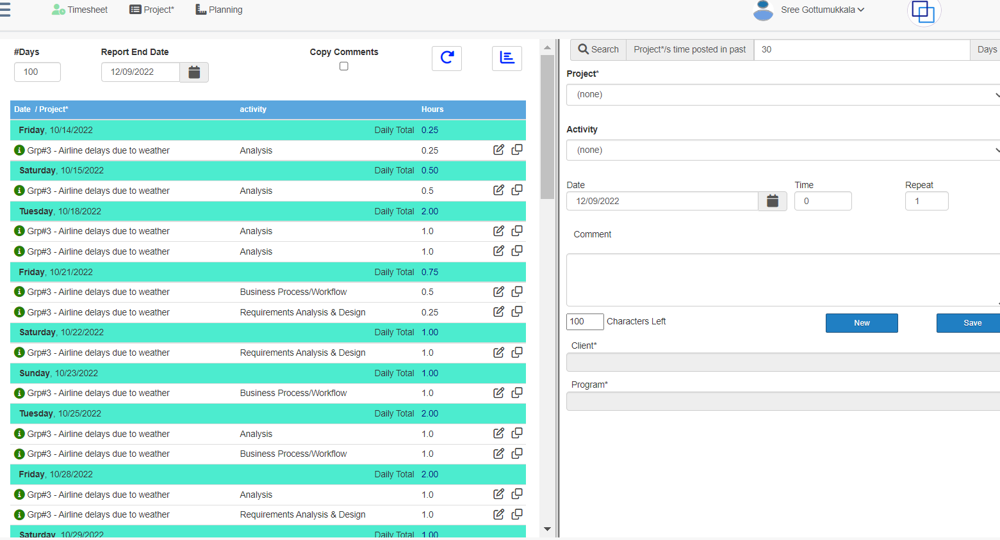 Timesheet Project* Planning Sree Gottumukkala
#Days Report End Date Copy Comments
100 12/09/2022
Date / Project* activity Hours
Friday, 10/14/2022 Daily Total 0.25
Grp#3 - Airline delays due to weather Analysis 0.25
Saturday, 10/15/2022 Daily Total 0.50
Grp#3 - Airline delays due to weather Analysis 0.5
Tuesday, 10/18/2022 Daily Total 2.00
Grp#3 - Airline delays due to weather Analysis 1.0
Grp#3 - Airline delays due to weather Analysis 1.0
Friday, 10/21/2022 Daily Total 0.75
Grp#3 - Airline delays due to weather Business Process/Workflow 0.5
Grp#3 - Airline delays due to weather Requirements Analysis & Design 0.25
Saturday, 10/22/2022 Daily Total 1.00
Grp#3 - Airline delays due to weather Requirements Analysis & Design 1.0
Sunday, 10/23/2022 Daily Total 1.00
Grp#3 - Airline delays due to weather Business Process/Workflow 1.0
Tuesday, 10/25/2022 Daily Total 2.00
Grp#3 - Airline delays due to weather Analysis 1.0
Grp#3 - Airline delays due to weather Business Process/Workflow 1.0
Friday, 10/28/2022 Daily Total 2.00
Grp#3 - Airline delays due to weather Analysis 1.0
Grp#3 - Airline delays due to weather Requirements Analysis & Design 1.0
Saturday, 10/29/2022 Daily Total 1.00
Search Project*/s time posted in past 30 Days
Project*
(none)
Activity
(none)
Date Time Repeat
12/09/2022 0 1
Comment
100 Characters Left New Save
Client*
Program*